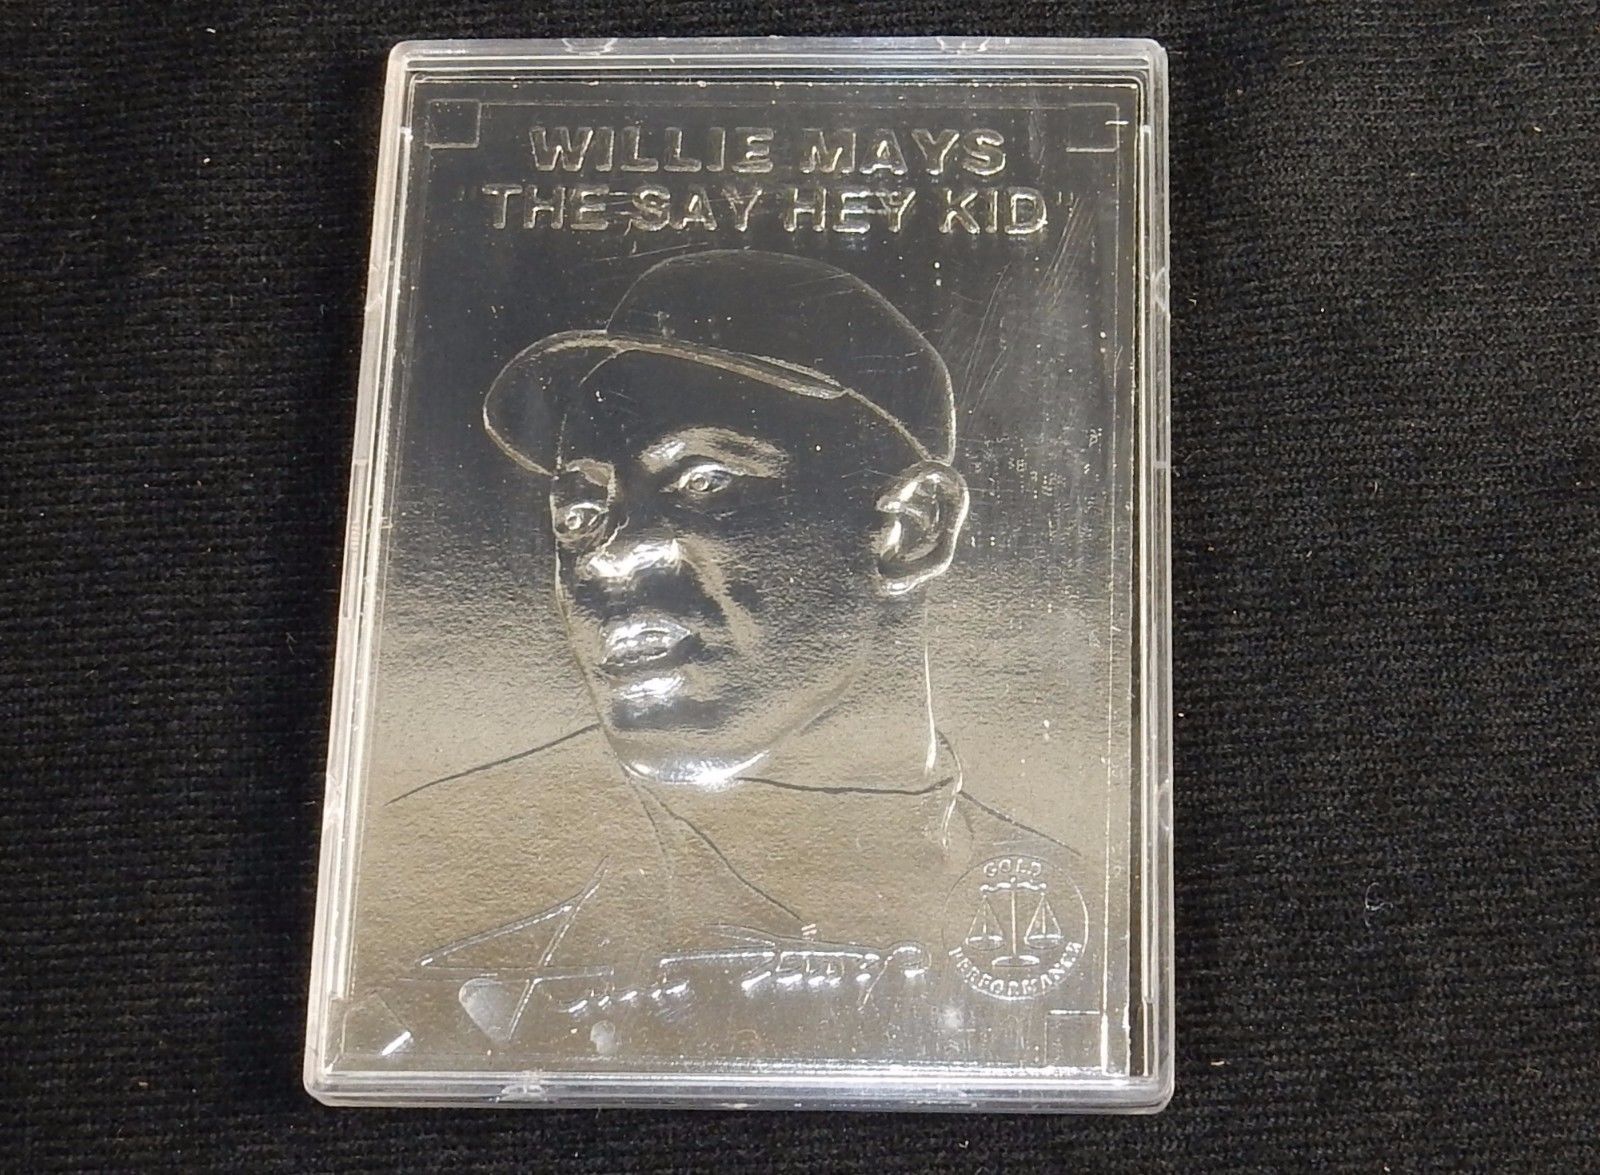 WILLIE MAYS
"THE SAY HEY KID"
GOLD
PERFORMANCE